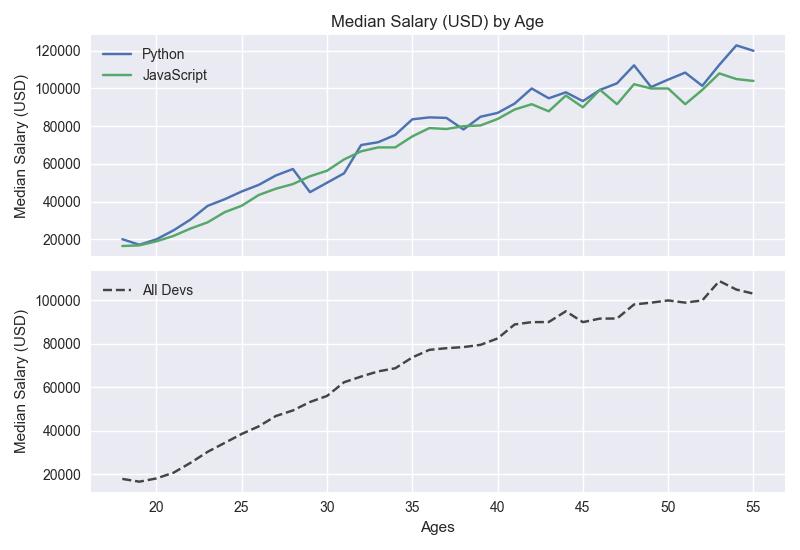 Median Salary (USD) by Age
Python
JavaScript
Median Salary (USD)
120000
100000
80000
60000
40000
20000
All Devs
Median Salary (USD)
100000
80000
60000
40000
20000
20 25 30 35 40 45 50 55
Ages